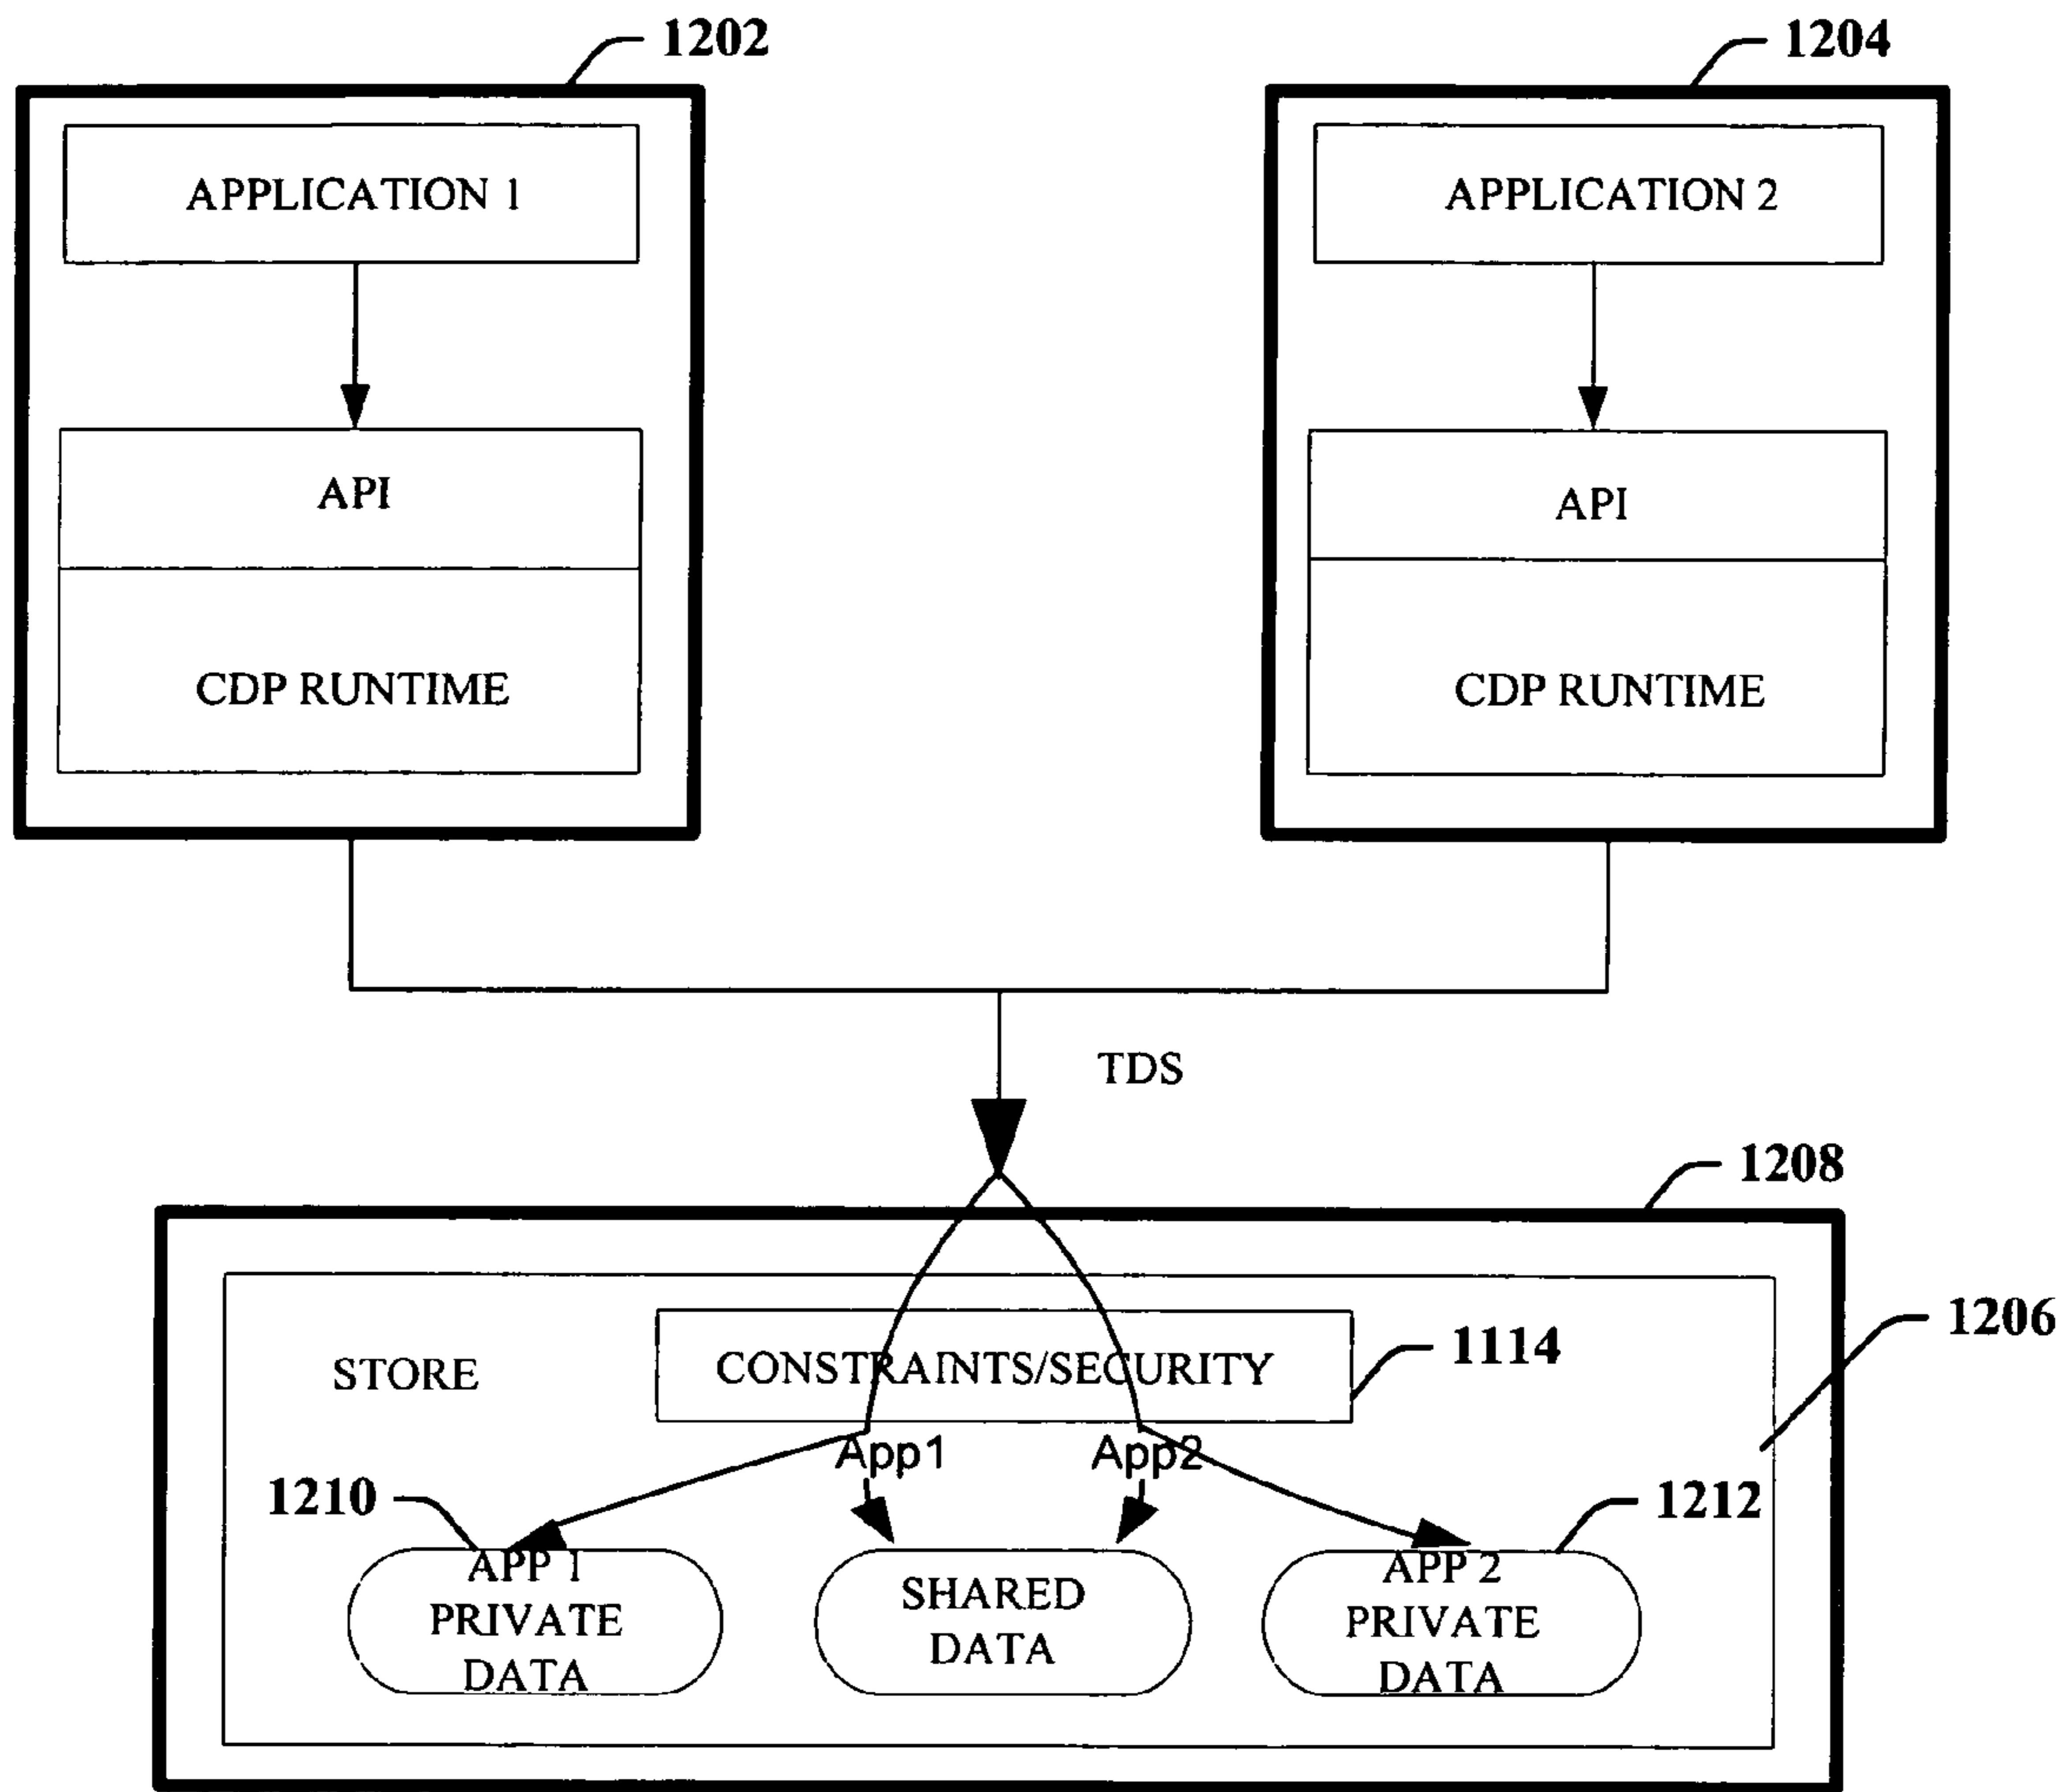 1202
1204
APPLICATION 1
APPLICATION 2
API
API
CDP RUNTIME
CDP RUNTIME
TDS
1208
1206
STORE
CONSTRAINTS/SECURITY
1114
App1
App2
1210
1212
APP 1
PRIVATE
DATA
SHARED
DATA
APP 2
PRIVATE
DATA